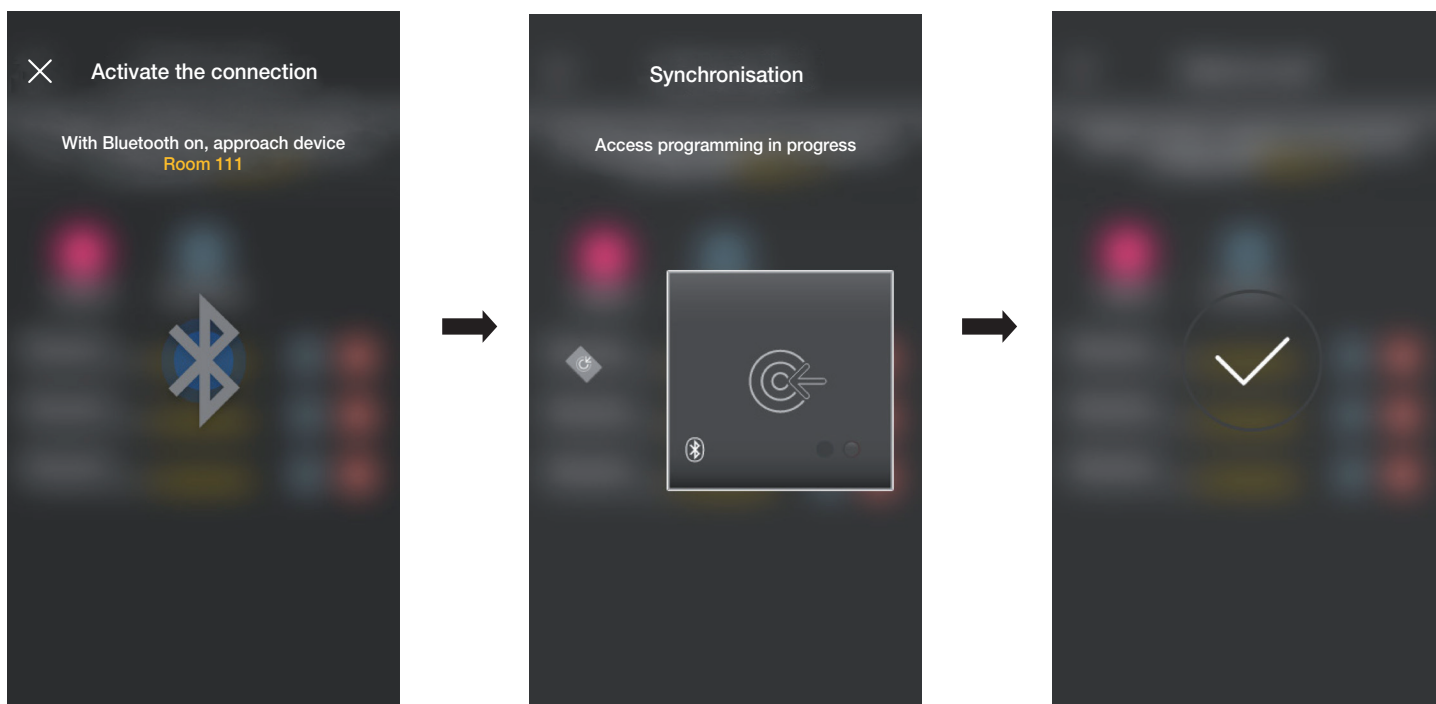 Activate the connection
With Bluetooth on, approach device
Room 111
Synchronisation
Access programming in progress